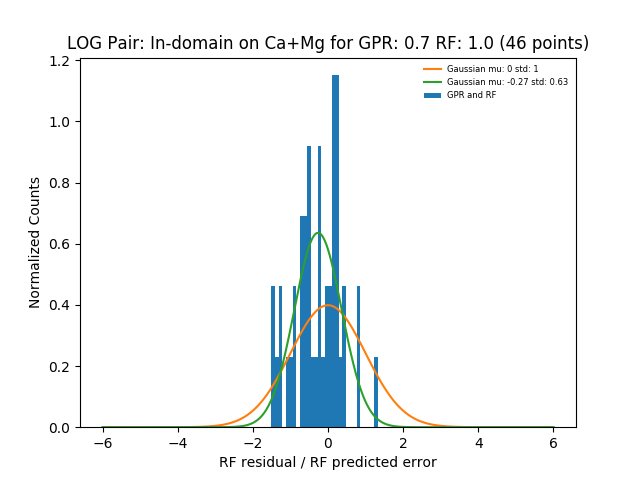 LOG Pair: In-domain on Ca+Mg for GPR: 0.7 RF: 1.0 (46 points)
Gaussian mu: 0 std: 1
Gaussian mu: -0.27 std: 0.63
GPR and RF
Normalized Counts
1.2
1.0
0.8
0.6
0.4
0.2
0.0
−6 −4 −2 0 2 4 6
RF residual / RF predicted error